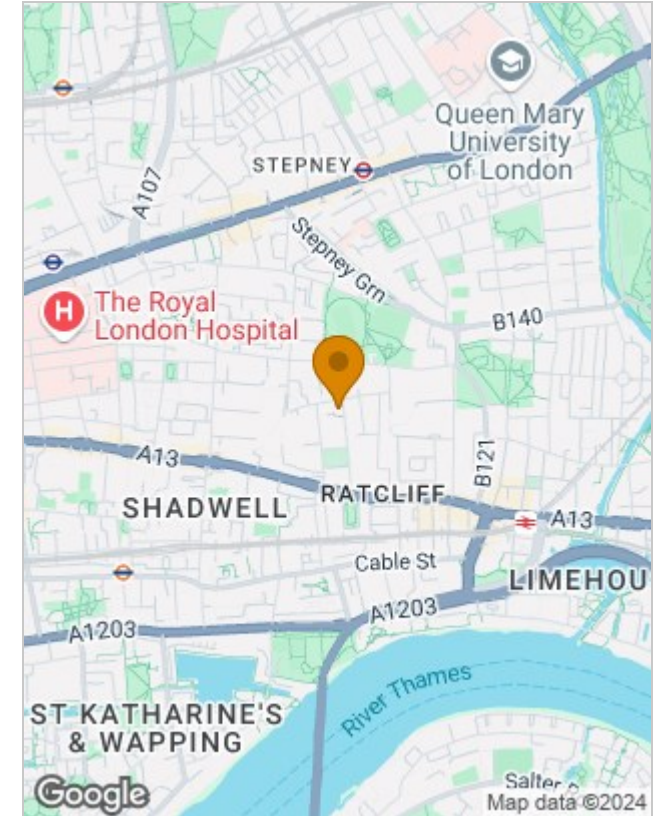 Queen Mary
University
of London
STEPNEY
A107
Stepney Grn
H
The Royal
London Hospital
B140
A13
B121
SHADWELL
RATCLIFF
A13
Cable St
LIMEHOU
A1203
A1203
River Thames
ST KATHARINE'S
& WAPPING
Salter
Google
Map data ©2024